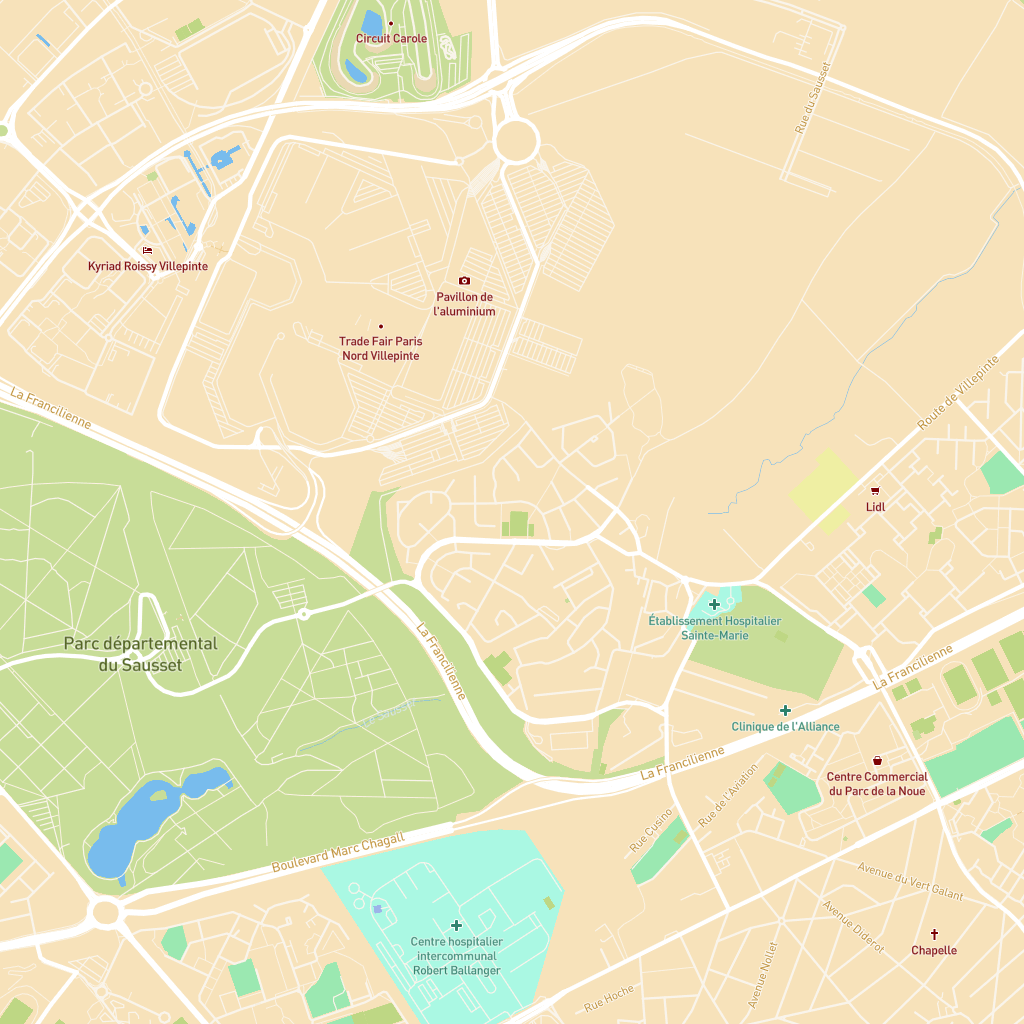 Circuit Carole
Rue du Sausset
Kyriad Roissy Villepinte
Pavillon de
l'aluminium
Trade Fair Paris
Nord Villepinte
La Francilienne
Route de Villepinte
Lidl
Établissement Hospitalier
Sainte-Marie
Parc départemental
du Sausset
La Francilienne
La Francilienne
Clinique de l'Alliance
La Francilienne
Centre Commercial
du Parc de la Noue
Rue de l'Aviation
Rue Cusino
Boulevard Marc Chagall
Avenue du Vert Galant
Avenue Diderot
Centre hospitalier
intercommunal
Robert Ballanger
Chapelle
Avenue Nollet
Rue Hoche